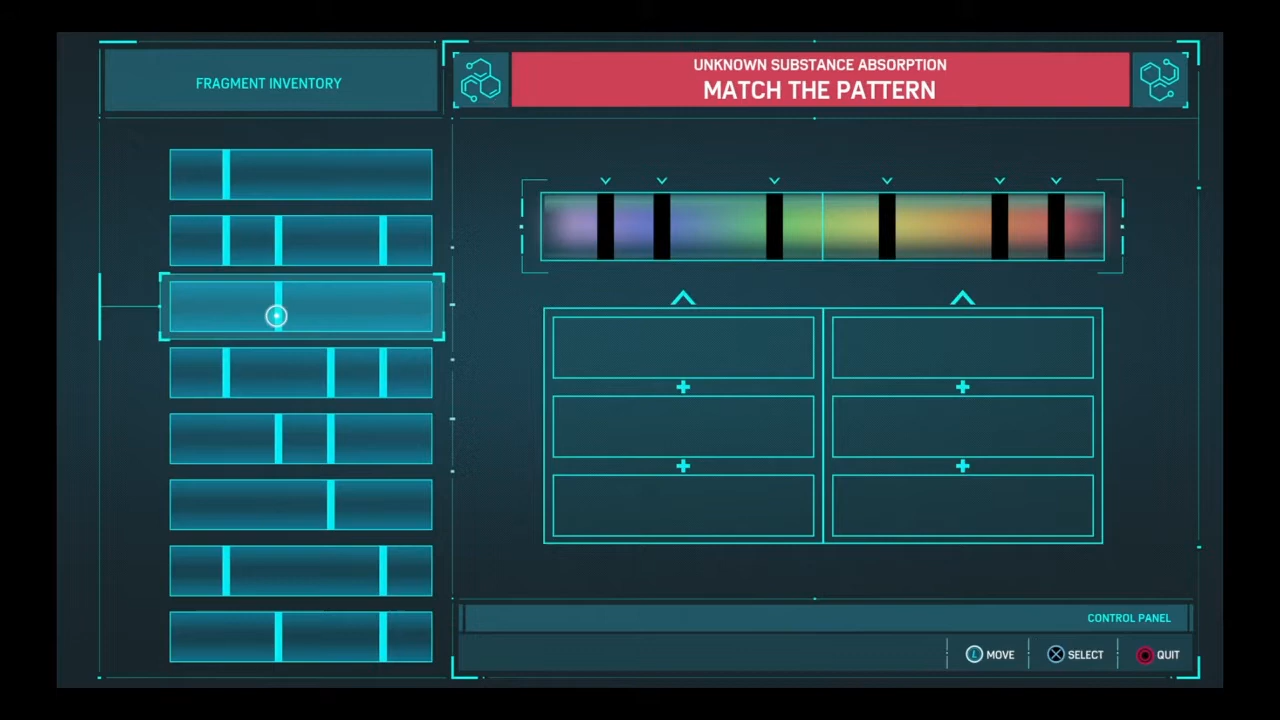 FRAGMENT INVENTORY
UNKNOWN SUBSTANCE ABSORPTION
MATCH THE PATTERN
CONTROL PANEL
L MOVE
SELECT
QUIT